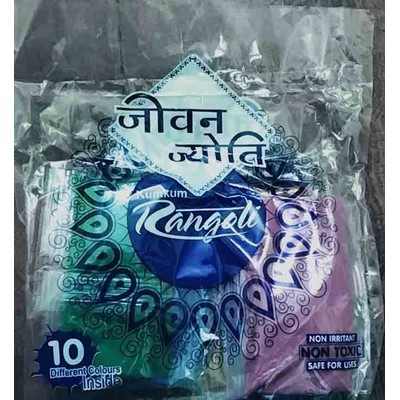 जीवन
ज्योति
Kumkum
Rangoli
10
Different Colours
Inside
NON IRRITANT
NON TOXIC
SAFE FOR USES